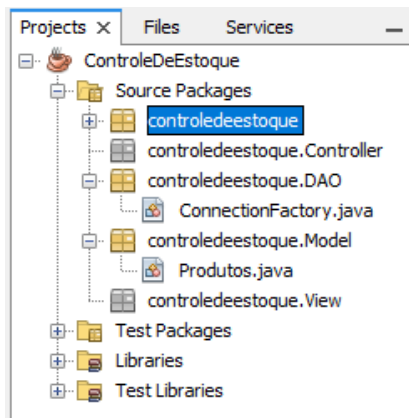 Projects Files Services
ControleDeEstoque
Source Packages
controledeestoque
controledeestoque.Controller
controledeestoque.DAO
ConnectionFactory.java
controledeestoque.Model
Produtos.java
controledeestoque.View
Test Packages
Libraries
Test Libraries